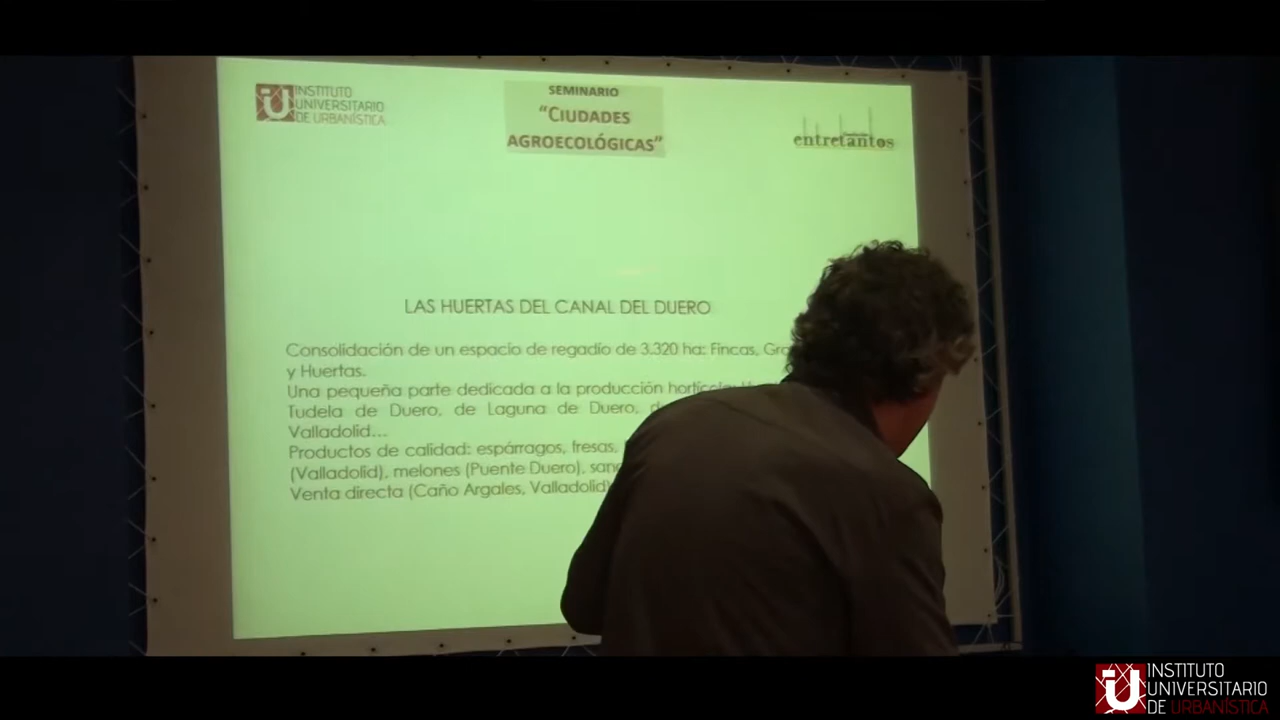 INSTITUTO
UNIVERSITARIO
DE URBANÍSTICA
SEMINARIO
“CIUDADES
AGROECOLÓGICAS”
entretantos
LAS HUERTAS DEL CANAL DEL DUERO
Consolidación de un espacio de regadío de 3.320 ha: Fincas,
y Huertas.
Una pequeña parte dedicada a la producción
Tudela de Duero, de Laguna de Duero,
Valladolid...
Productos de calidad: espárragos, fresas,
(Valladolid), melones (Puente Duero),
Venta directa (Caño Argales, Valladolid)
INSTITUTO
UNIVERSITARIO
DE URBANÍSTICA